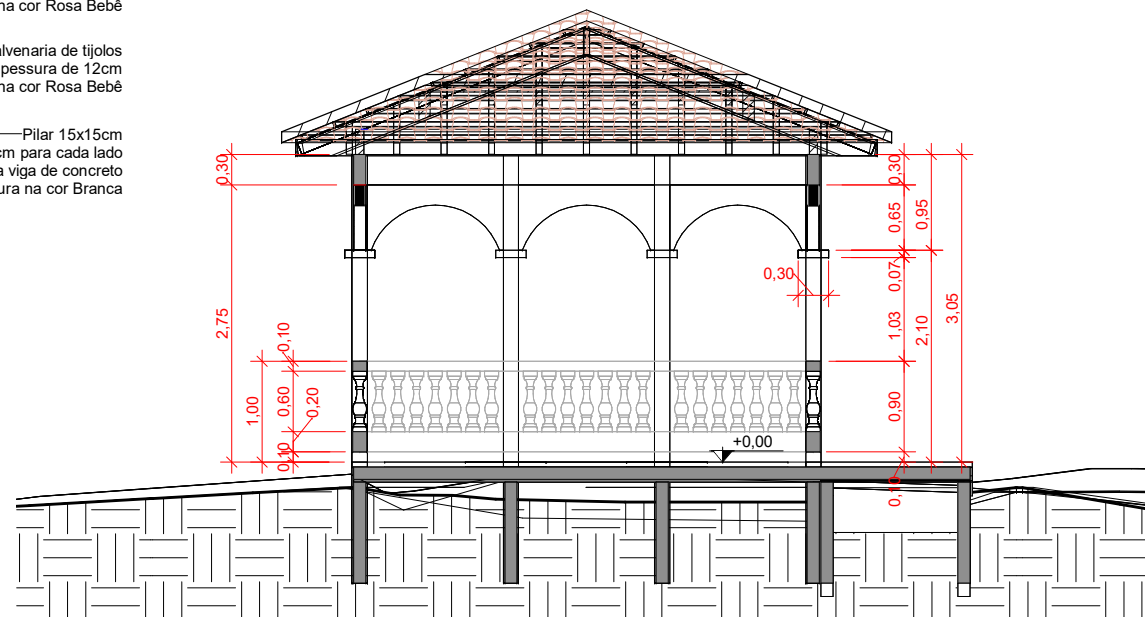 na cor Rosa Bebê
lvenaria de tijolos
pessura de 12cm
na cor Rosa Bebê
Pilar 15x15cm
cm para cada lado
a viga de concreto
ura na cor Branca
0,30
0,30
0,65
0,95
0,07
0,30
2,75
1,03
2,10
3,05
0,10
1,00
0,60
0,20
0,90
0,10
+0,00
0,10